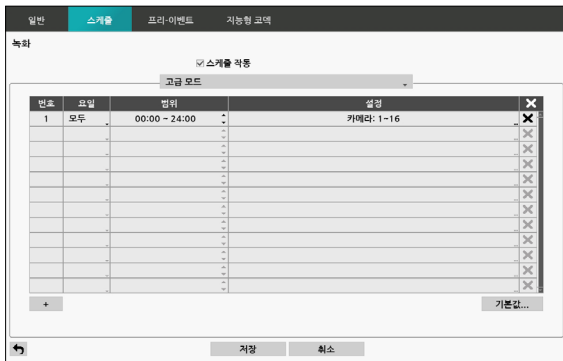 일반 스케줄 프리-이벤트 지능형 코덱
녹화
스케줄 작동
고급 모드
번호 요일 범위 설정
1 모두 00:00 ~ 24:00 카메라: 1~16
+ 기본값...
저장 취소